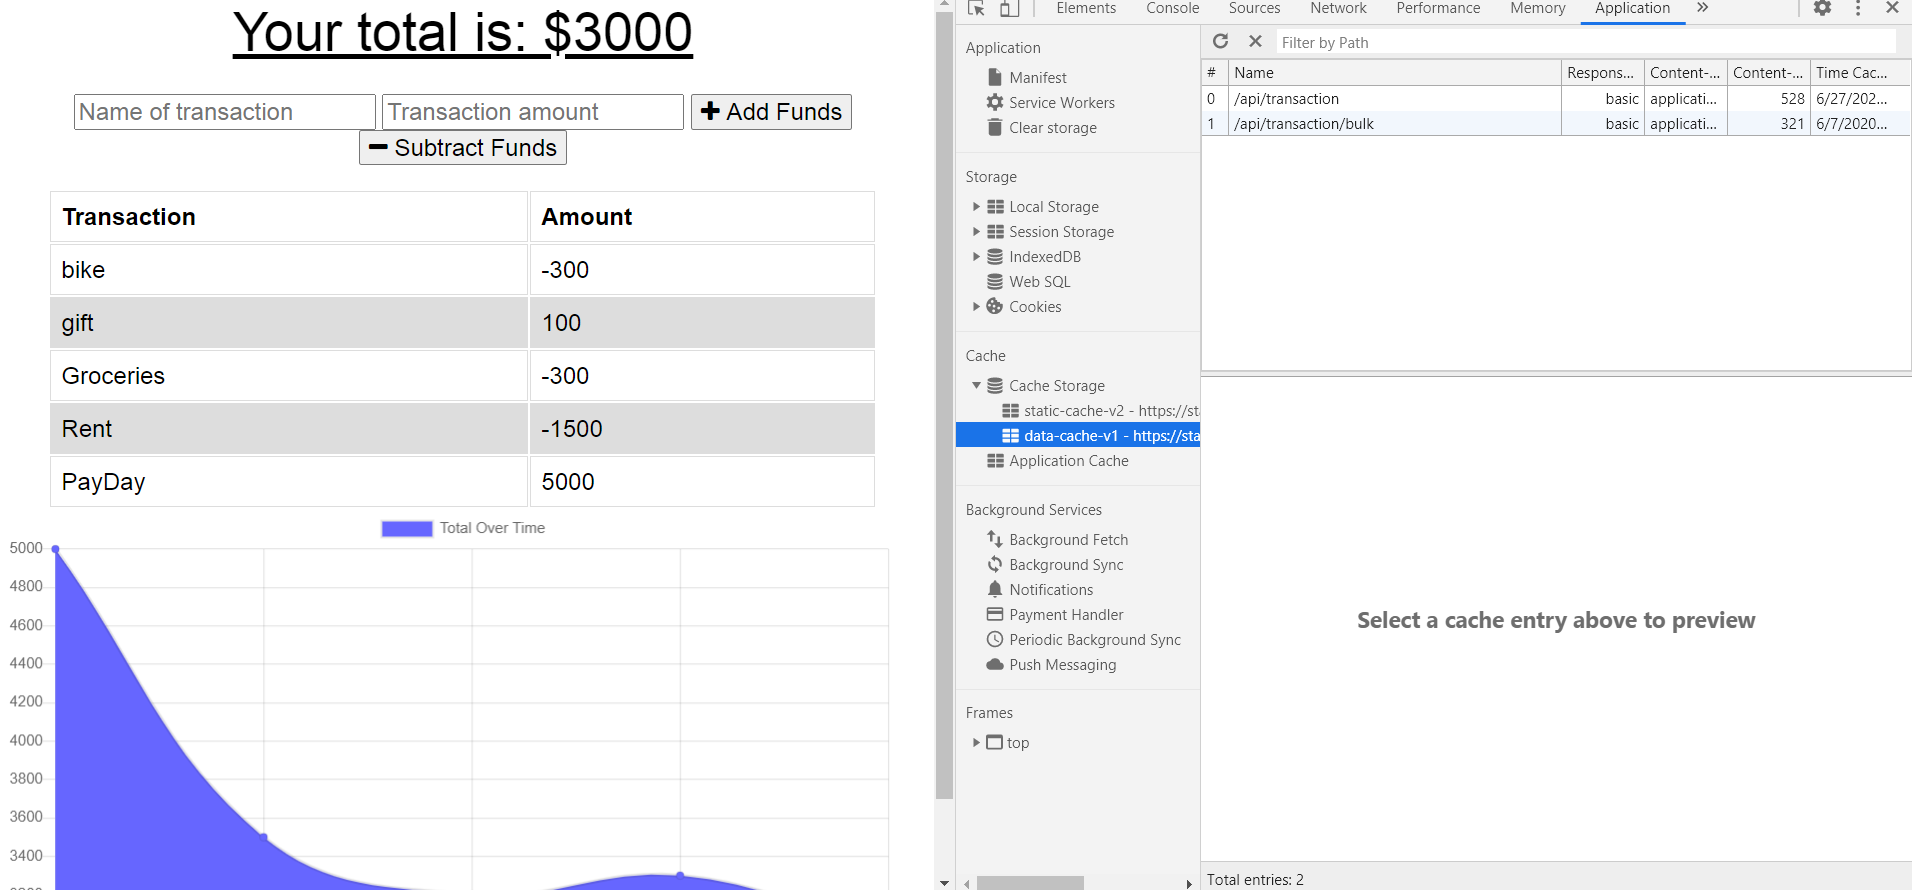 Your total is: $3000
Name of transaction Transaction amount Add Funds
Subtract Funds
Transaction Amount
bike -300
gift 100
Groceries -300
Rent -1500
PayDay 5000
Total Over Time
5000
4800
4600
4400
4200
4000
3800
3600
3400
Elements Console Sources Network Performance Memory Application
Application
Manifest
Service Workers
Clear storage
Storage
Local Storage
Session Storage
IndexedDB
Web SQL
Cookies
Cache
Cache Storage
static-cache-v2 - https://st
data-cache-v1 - https://sta
Application Cache
Background Services
Background Fetch
Background Sync
Notifications
Payment Handler
Periodic Background Sync
Push Messaging
Frames
top
Filter by Path
# Name Respons... Content-... Content-... Time Cac...
0 /api/transaction basic applicati... 528 6/27/202...
1 /api/transaction/bulk basic applicati... 321 6/7/2020...
Select a cache entry above to preview
Total entries: 2